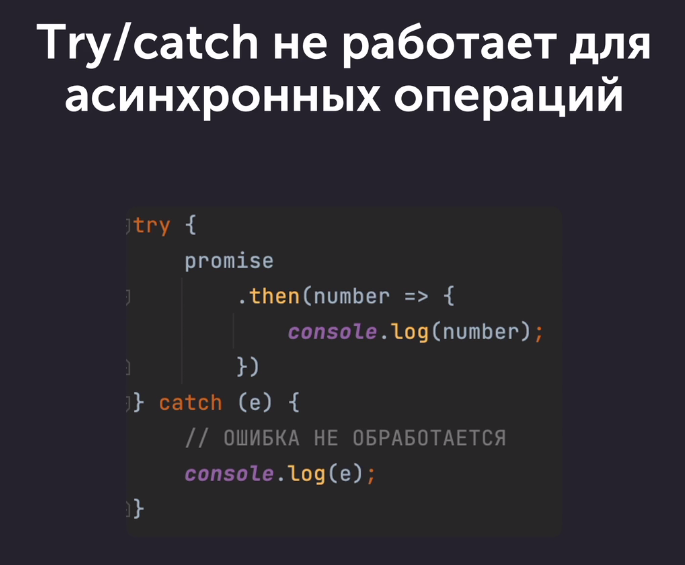 Try/catch не работает для
асинхронных операций
try {
promise
.then(number => {
console.log(number);
})
} catch (e) {
// ОШИБКА НЕ ОБРАБОТАЕТСЯ
console.log(e);
}